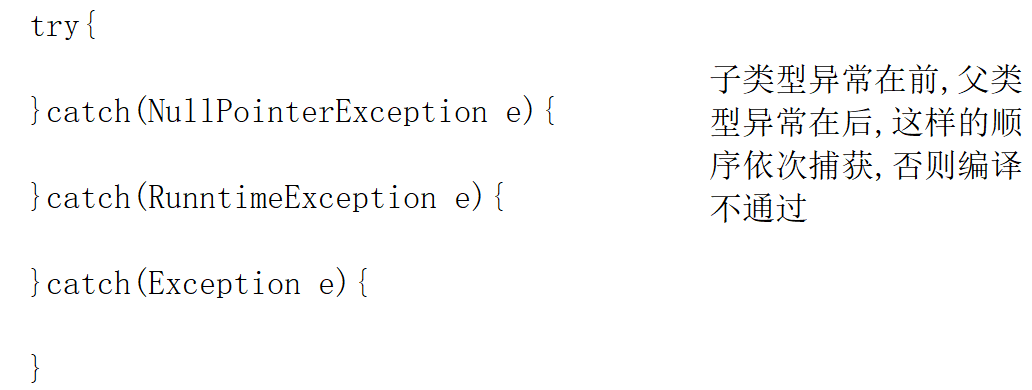 try{
}catch(NullPointerException e){
}catch(RunntimeException e){
}catch(Exception e){
}
子类型异常在前,父类
型异常在后,这样的顺
序依次捕获,否则编译
不通过